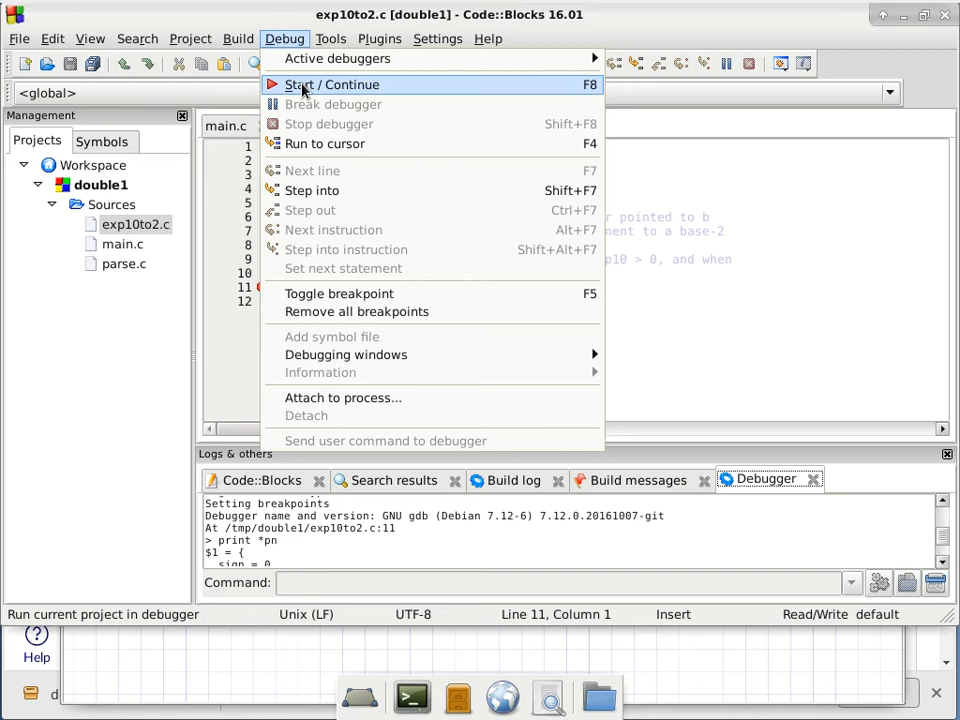 exp10to2.c [double1] - Code::Blocks 16.01
File Edit View Search Project Build Debug Tools Plugins Settings Help
<global>
Active debuggers
Start / Continue F8
Break debugger
Stop debugger Shift+F8
Run to cursor F4
Next line F7
Step into Shift+F7
Step out Ctrl+F7
Next instruction Alt+F7
Step into instruction Shift+Alt+F7
Set next statement
Toggle breakpoint F5
Remove all breakpoints
Add symbol file
Debugging windows
Information
Attach to process...
Detach
Send user command to debugger
Management
Projects Symbols
Workspace
double1
Sources
exp10to2.c
main.c
parse.c
main.c
1
2
3
4
5
6 r pointed to b
7 nent to a base-2
8
9 p10 > 0, and when
10
11
12
Logs & others
Code::Blocks Search results Build log Build messages Debugger
Setting breakpoints
Debugger name and version: GNU gdb (Debian 7.12-6) 7.12.0.20161007-git
At /tmp/double1/exp10to2.c:11
> print *pn
$1 = {
sign = 0
Command:
Run current project in debugger Unix (LF) UTF-8 Line 11, Column 1 Insert Read/Write default
Help
d